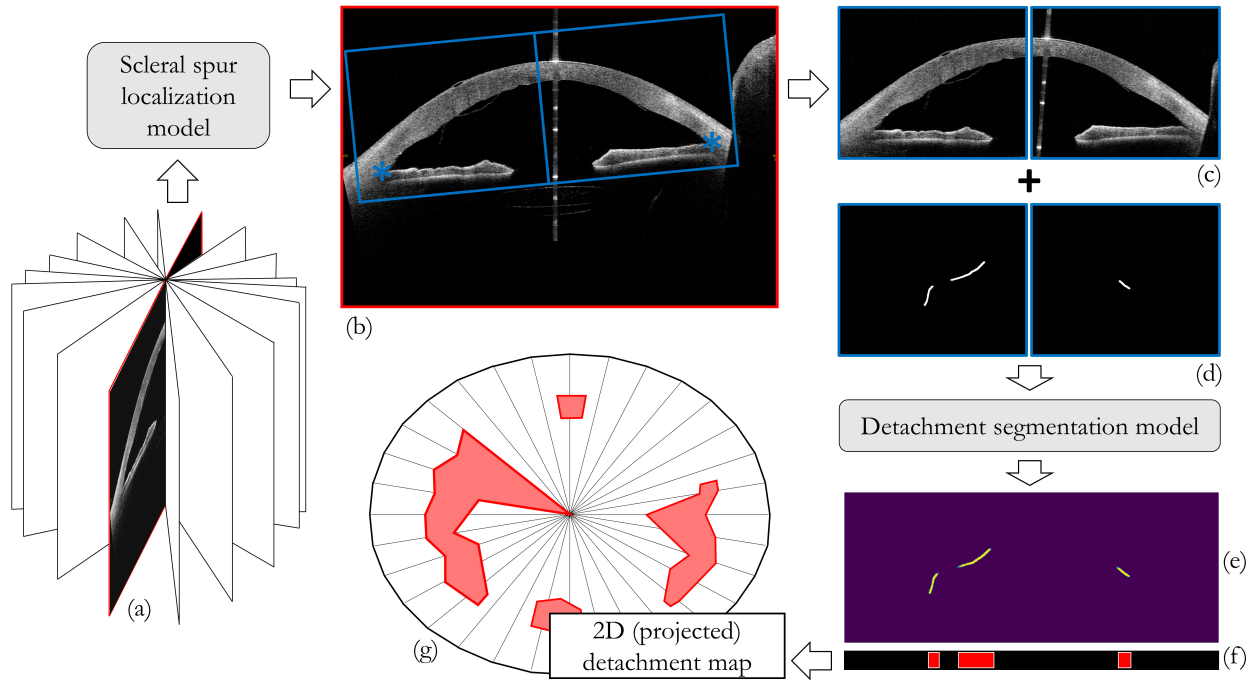 Scleral spur
localization
model
(a)
(b)
(c)
+
(d)
Detachment segmentation model
(e)
(f)
2D (projected)
detachment map
(g)